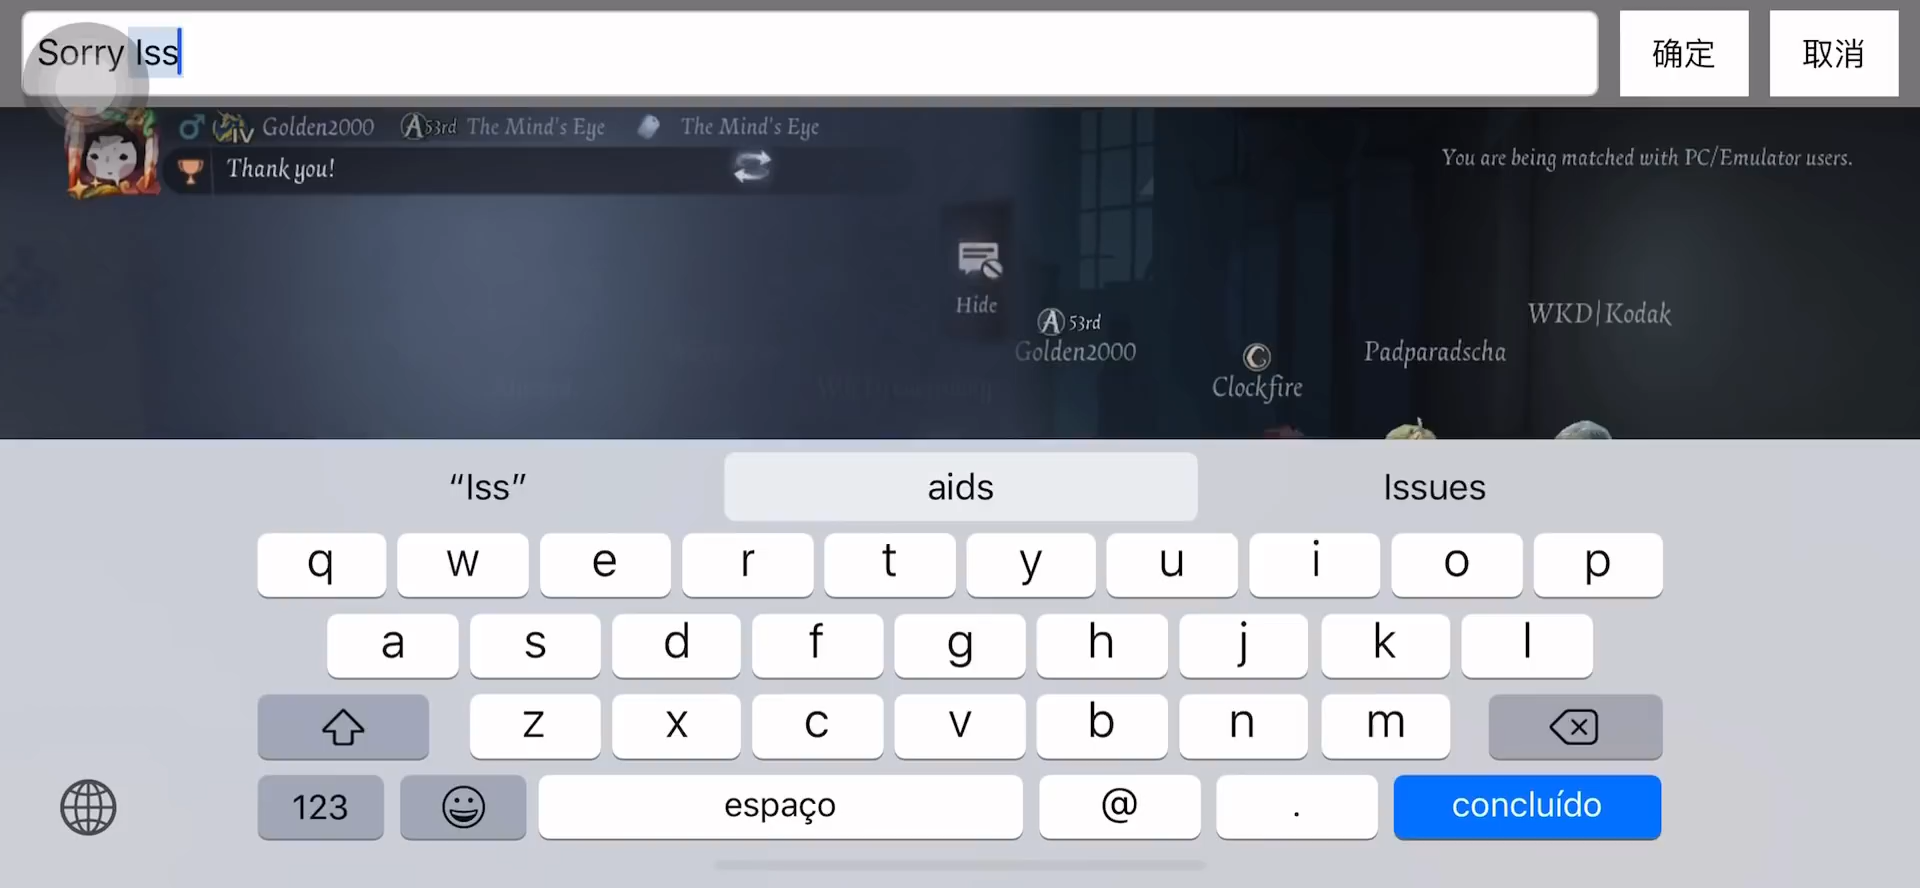 Sorry Iss
确定
取消
Golden2000 A 53rd The Mind's Eye The Mind's Eye
Thank you!
You are being matched with PC/Emulator users.
Hide
A 53rd
Golden2000
Clockfire
Padparadscha
WKD|Kodak
“Iss” aids Issues
q w e r t y u i o p
a s d f g h j k l
z x c v b n m
123 espaço @ . concluído